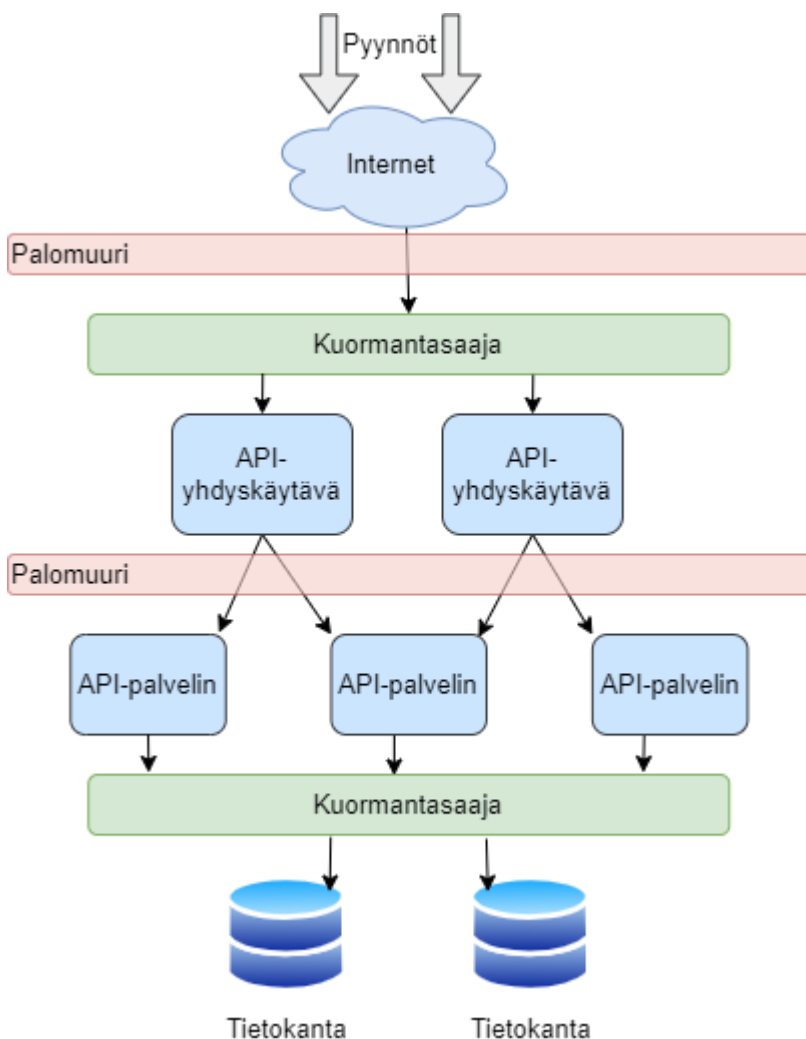 Pyynnöt
Internet
Palomuuri
Kuormantasaaja
API-
yhdyskäytävä
API-
yhdyskäytävä
Palomuuri
API-palvelin
API-palvelin
API-palvelin
Kuormantasaaja
Tietokanta
Tietokanta